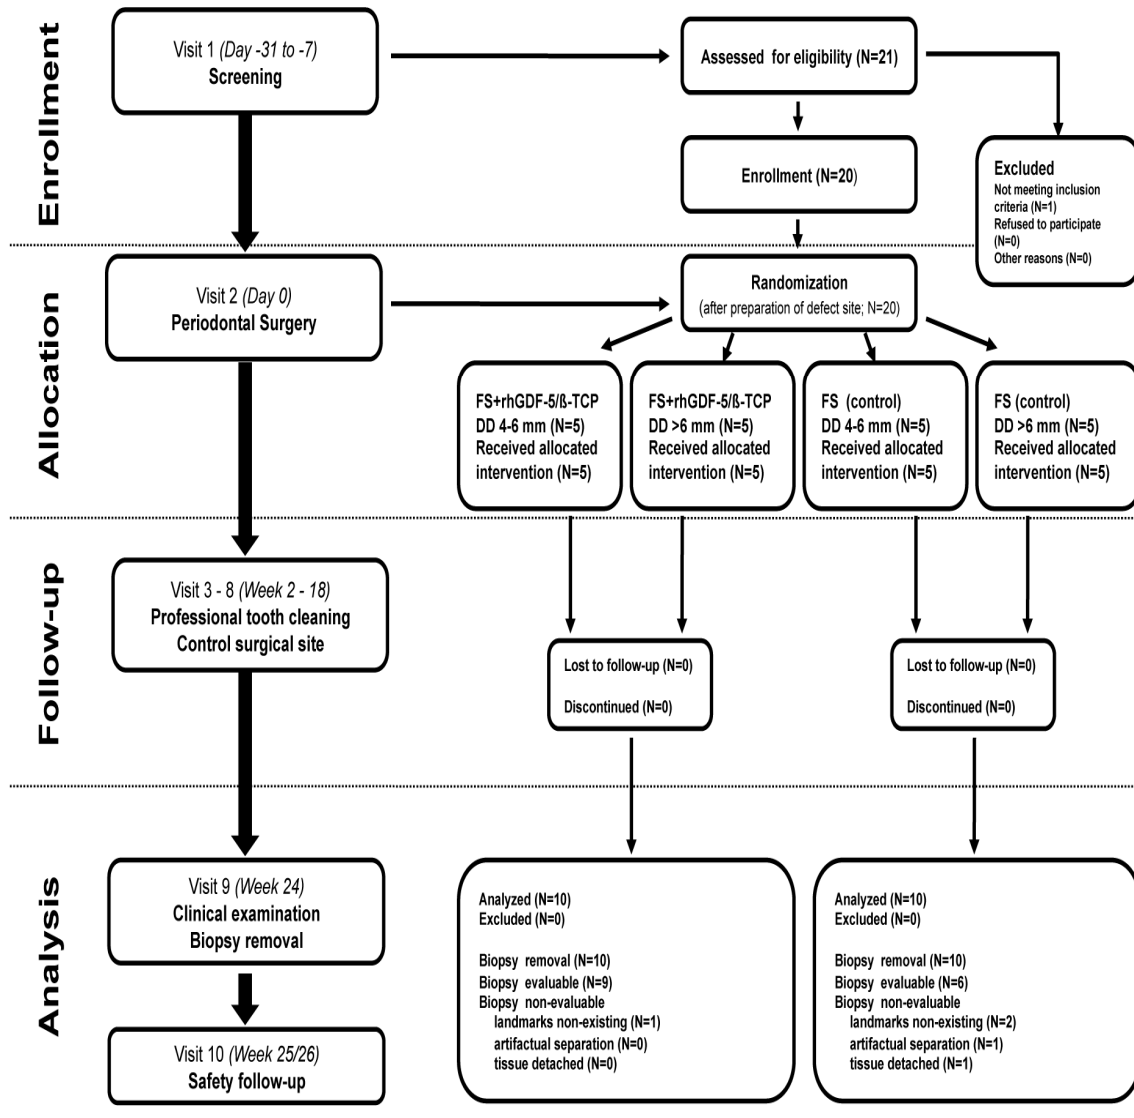 Enrollment
Visit 1 (Day -31 to -7)
Screening
Assessed for eligibility (N=21)
Enrollment (N=20)
Excluded
Not meeting inclusion
criteria (N=1)
Refused to participate
(N=0)
Other reasons (N=0)
Allocation
Visit 2 (Day 0)
Periodontal Surgery
Randomization
(after preparation of defect site; N=20)
FS+rhGDF-5/ß-TCP
DD 4-6 mm (N=5)
Received allocated
intervention (N=5)
FS+rhGDF-5/ß-TCP
DD >6 mm (N=5)
Received allocated
intervention (N=5)
FS (control)
DD 4-6 mm (N=5)
Received allocated
intervention (N=5)
FS (control)
DD >6 mm (N=5)
Received allocated
intervention (N=5)
Follow-up
Visit 3 - 8 (Week 2 - 18)
Professional tooth cleaning
Control surgical site
Lost to follow-up (N=0)
Discontinued (N=0)
Lost to follow-up (N=0)
Discontinued (N=0)
Analysis
Visit 9 (Week 24)
Clinical examination
Biopsy removal
Visit 10 (Week 25/26)
Safety follow-up
Analyzed (N=10)
Excluded (N=0)
Biopsy removal (N=10)
Biopsy evaluable (N=9)
Biopsy non-evaluable
landmarks non-existing (N=1)
artifactual separation (N=0)
tissue detached (N=0)
Analyzed (N=10)
Excluded (N=0)
Biopsy removal (N=10)
Biopsy evaluable (N=6)
Biopsy non-evaluable
landmarks non-existing (N=2)
artifactual separation (N=1)
tissue detached (N=1)